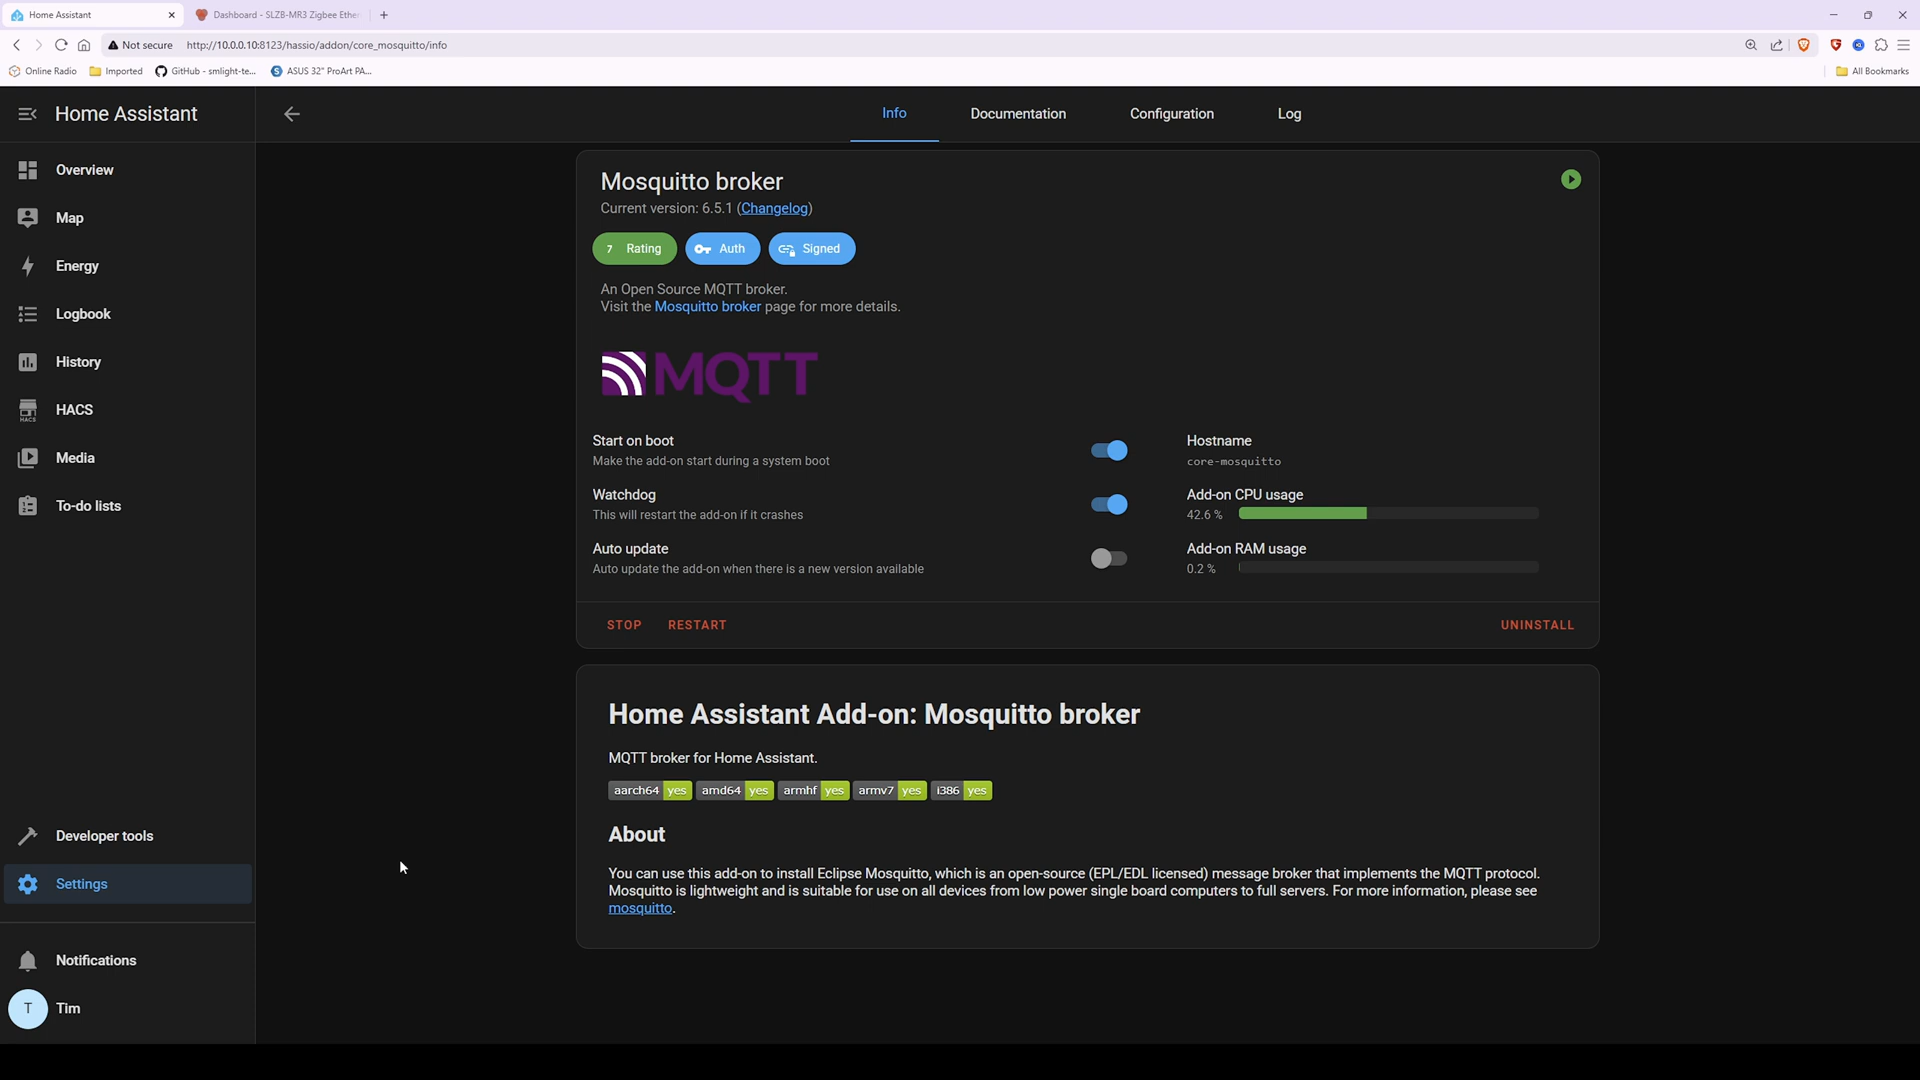 Home Assistant
Dashboard - SLZB-MR3 Zigbee Ether
Not secure
http://10.0.0.10:8123/hassio/addon/core_mosquitto/info
Online Radio
Imported
GitHub - smlight-te...
ASUS 32" ProArt PA...
All Bookmarks
Home Assistant
Info
Documentation
Configuration
Log
Overview
Map
Energy
Logbook
History
HACS
HACS
Media
To-do lists
Developer tools
Settings
Notifications
T
Tim
Mosquitto broker
Current version: 6.5.1 (Changelog)
7 Rating
Auth
Signed
An Open Source MQTT broker.
Visit the Mosquitto broker page for more details.
MQTT
Start on boot
Make the add-on start during a system boot
Watchdog
This will restart the add-on if it crashes
Auto update
Auto update the add-on when there is a new version available
Hostname
core-mosquitto
Add-on CPU usage
42.6 %
Add-on RAM usage
0.2 %
STOP
RESTART
UNINSTALL
Home Assistant Add-on: Mosquitto broker
MQTT broker for Home Assistant.
aarch64 yes amd64 yes armhf yes armv7 yes i386 yes
About
You can use this add-on to install Eclipse Mosquitto, which is an open-source (EPL/EDL licensed) message broker that implements the MQTT protocol.
Mosquitto is lightweight and is suitable for use on all devices from low power single board computers to full servers. For more information, please see
mosquitto.